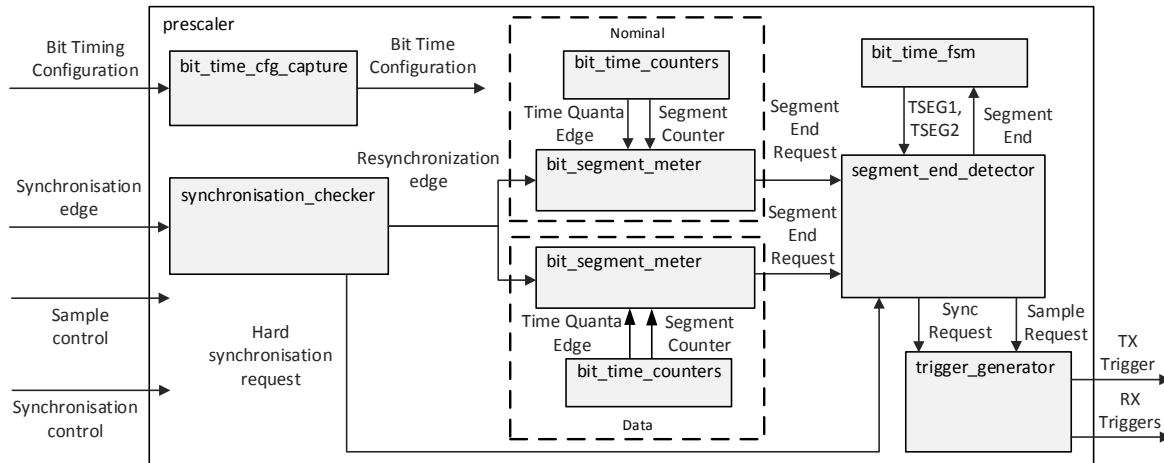 prescaler
Bit Timing
Configuration
bit_time_cfg_capture
Bit Time
Configuration
Nominal
bit_time_counters
Time Quanta
Edge
Segment
Counter
bit_segment_meter
Segment
End
Request
bit_time_fsm
TSEG1,
TSEG2
Segment
End
Synchronisation
edge
synchronisation_checker
Resynchronization
edge
segment_end_detector
Segment
End
Request
bit_segment_meter
Time Quanta
Edge
Segment
Counter
bit_time_counters
Data
Sample
control
Hard
synchronisation
request
Synchronisation
control
Sync
Request
Sample
Request
trigger_generator
TX
Trigger
RX
Triggers